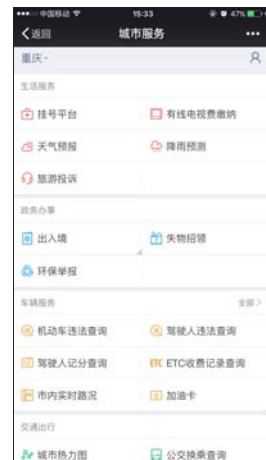 中国移动 15:33 47%
返回 城市服务
重庆
生活服务
挂号平台 有线电视费缴纳
天气预报 降雨预测
旅游投诉
政务办事
出入境 失物招领
环保举报
车辆服务 全部
机动车违法查询 驾驶人违法查询
驾驶人记分查询 ETC ETC收费记录查询
市内实时路况 加油卡
交通出行
城市热力图 公交换乘查询